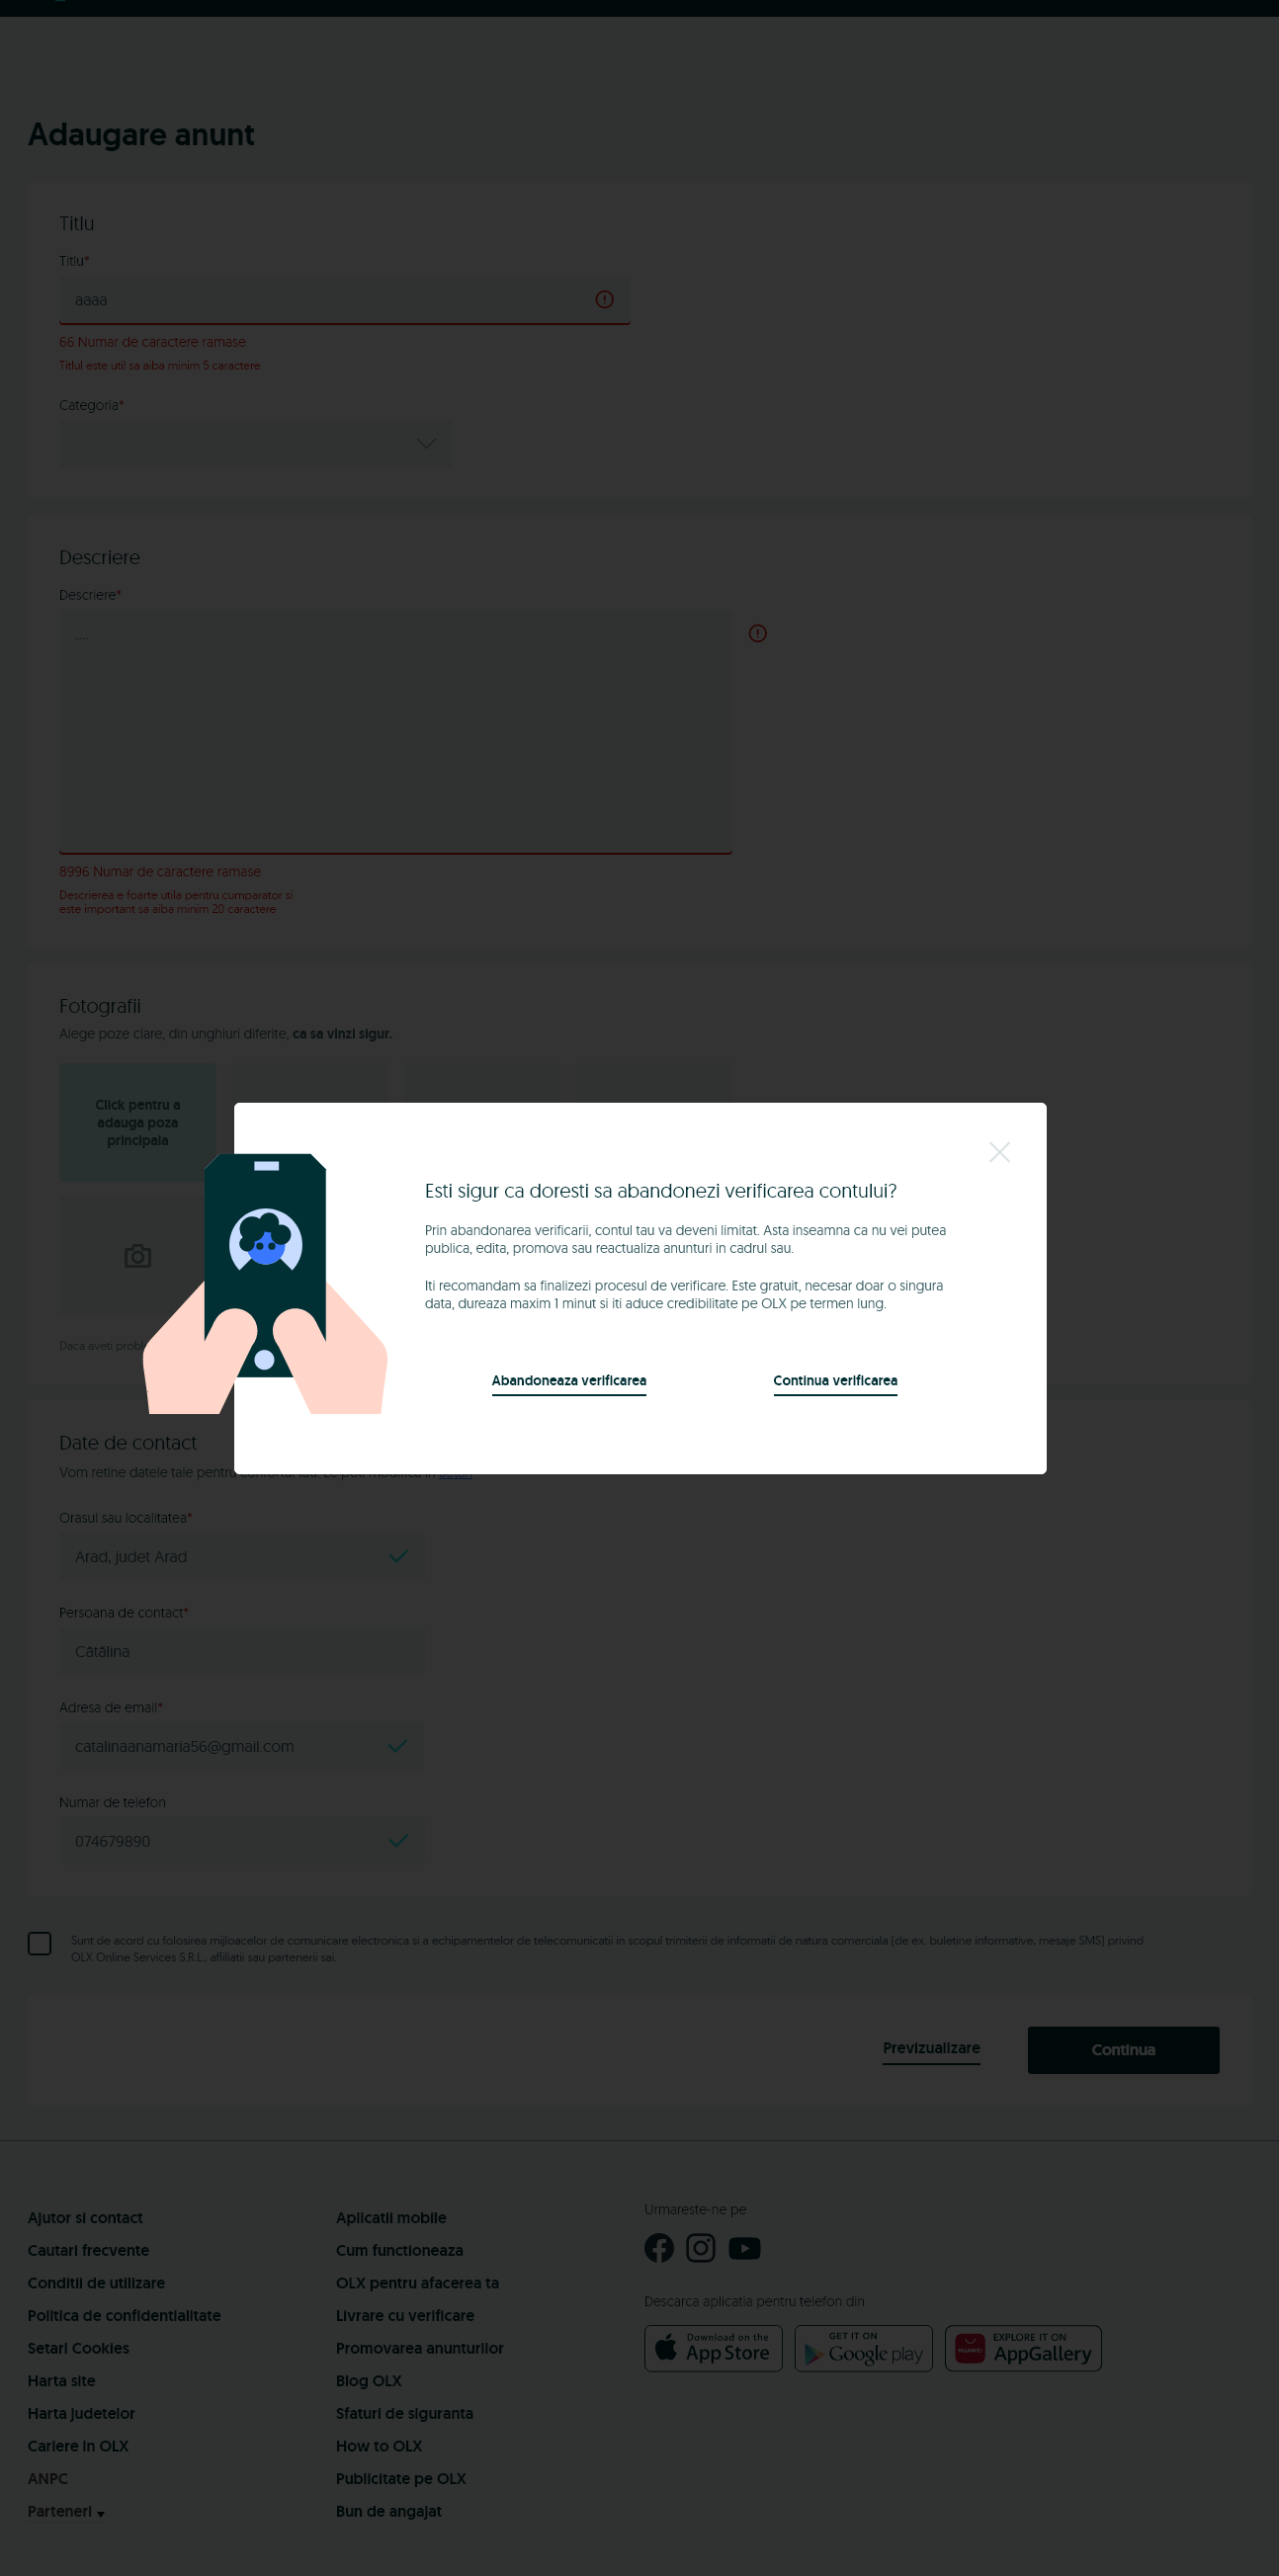 Adaugare anunt
Titlu
Titlu*
aaaa
66 Numar de caractere ramase
Titlul este util sa aiba minim 5 caractere
Categoria*
Descriere
Descriere*
....
8996 Numar de caractere ramase
Descrierea e foarte utila pentru cumparator si
este important sa aiba minim 20 caractere
Fotografii
Alege poze clare, din unghiuri diferite, ca sa vinzi sigur.
Click pentru a
adauga poza
principala
Esti sigur ca doresti sa abandonezi verificarea contului?
Prin abandonarea verificarii, contul tau va deveni limitat. Asta inseamna ca nu vei putea
publica, edita, promova sau reactualiza anunturi in cadrul sau.
Iti recomandam sa finalizezi procesul de verificare. Este gratuit, necesar doar o singura
data, dureaza maxim 1 minut si iti aduce credibilitate pe OLX pe termen lung.
Daca aveti
Abandoneaza verificarea
Continua verificarea
Date de contact
Vom retine datele tale pentru
Orasul sau localitatea*
Arad, judet Arad
Persoana de contact*
Cătălina
Adresa de email*
catalinaanamaria56@gmail.com
Numar de telefon
074679890
Sunt de acord cu folosirea mijloacelor de comunicare electronica si a echipamentelor de telecomunicatii in scopul trimiterii de informatii de natura comerciala (de ex. buletine informative, mesaje SMS) privind
OLX Online Services S.R.L., afiliatii sau partenerii sai.
Previzualizare
Continua
Ajutor si contact
Cautari frecvente
Conditii de utilizare
Politica de confidentialitate
Setari Cookies
Harta site
Harta judetelor
Cariere in OLX
ANPC
Parteneri
Aplicatii mobile
Cum functioneaza
OLX pentru afacerea ta
Livrare cu verificare
Promovarea anunturilor
Blog OLX
Sfaturi de siguranta
How to OLX
Publicitate pe OLX
Bun de angajat
Urmareste-ne pe
Descarca aplicatia pentru telefon din
Download on the
App Store
GET IT ON
Google play
EXPLORE IT ON
AppGallery